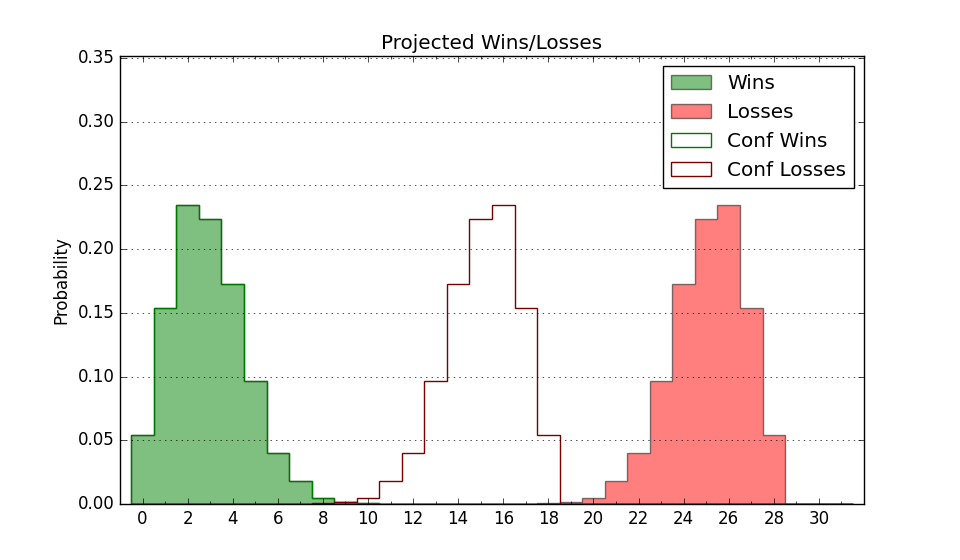 Projected Wins/Losses
0.35
0.30
0.25
0.20
0.15
0.10
0.05
0.00
Probability
Wins
Losses
Conf Wins
Conf Losses
0 2 4 6 8 10 12 14 16 18 20 22 24 26 28 30